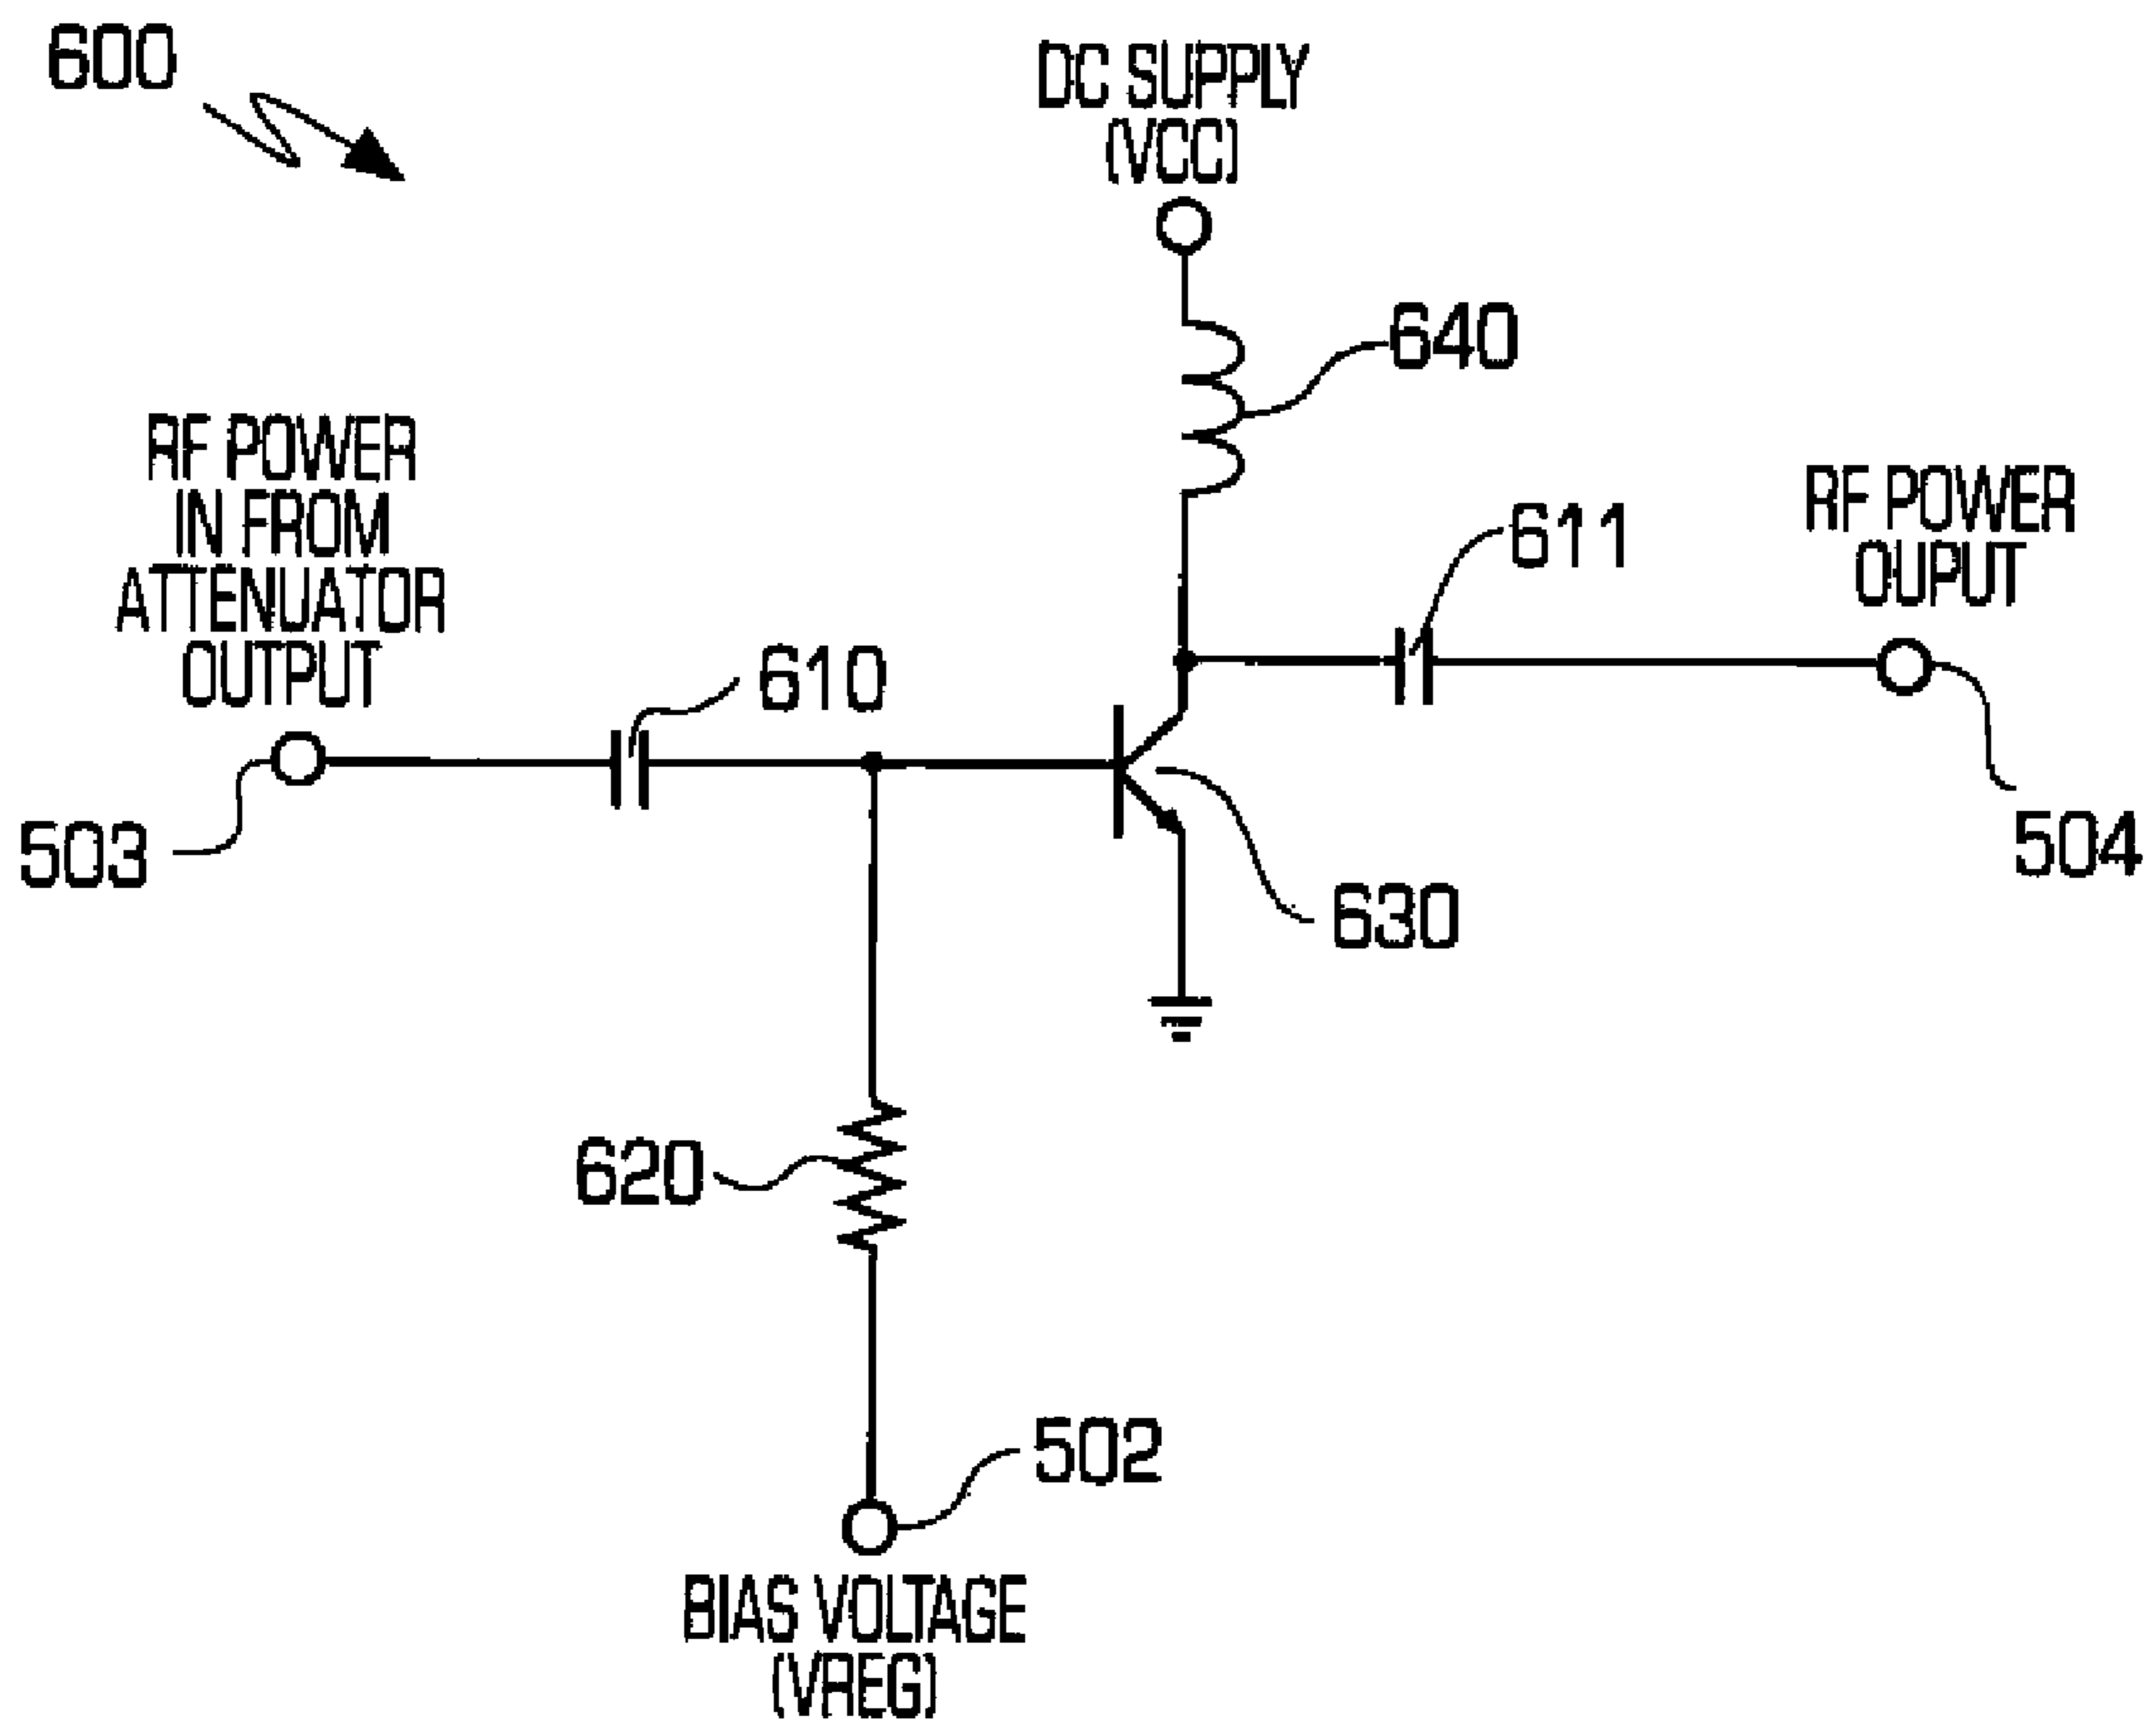 600
DC SUPPLY
(VCC)
640
RF POWER
IN FROM
ATTENUATOR
OUTPUT
RF POWER
OUPUT
611
610
503
504
630
620
502
BIAS VOLTAGE
(VREG)